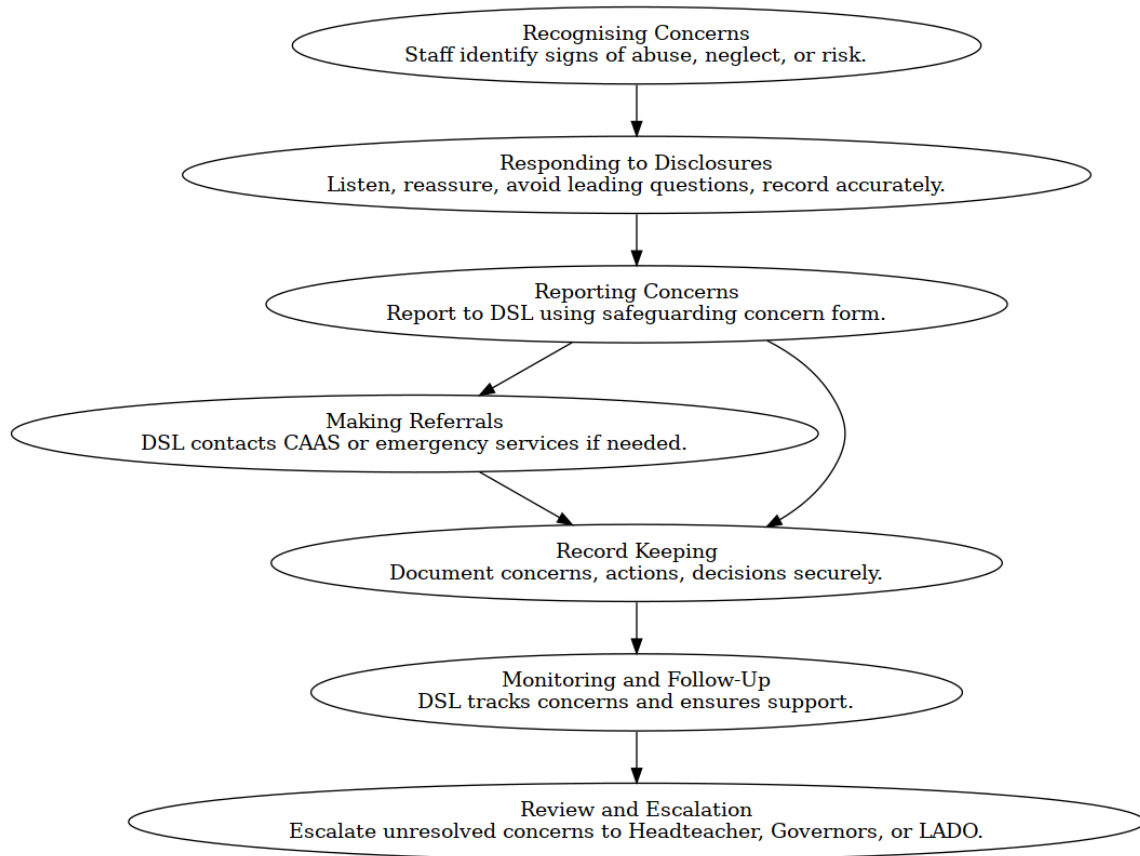 Recognising Concerns
Staff identify signs of abuse, neglect, or risk.
Responding to Disclosures
Listen, reassure, avoid leading questions, record accurately.
Reporting Concerns
Report to DSL using safeguarding concern form.
Making Referrals
DSL contacts CAAS or emergency services if needed.
Record Keeping
Document concerns, actions, decisions securely.
Monitoring and Follow-Up
DSL tracks concerns and ensures support.
Review and Escalation
Escalate unresolved concerns to Headteacher, Governors, or LADO.